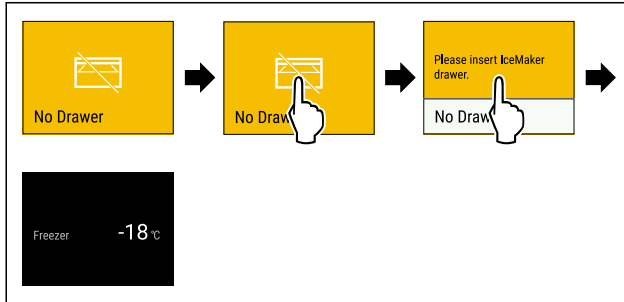 No Drawer
No Draw
Please insert IceMaker
drawer.
No Draw
Freezer -18 °C